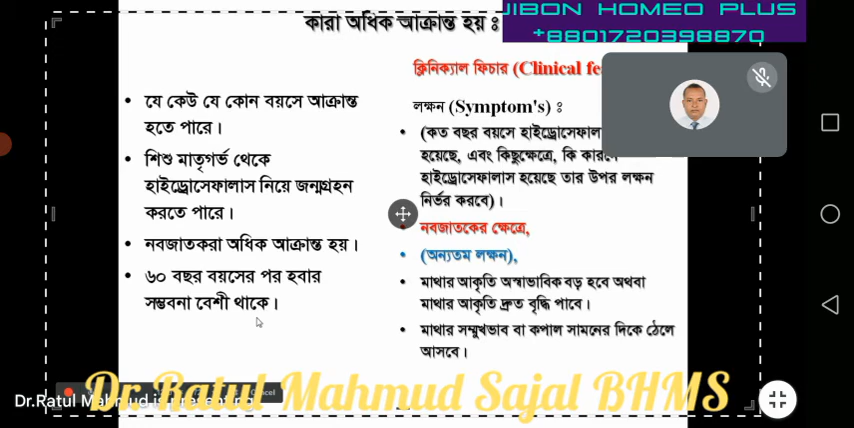 কারা অধিক আক্রান্ত হয় ঃ
JIBON HOMEO PLUS
+8801720398870
• যে কেউ যে কোন বয়সে আক্রান্ত
হতে পারে।
• শিশু মাতৃগর্ভ থেকে
হাইড্রোসেফালাস নিয়ে জন্মগ্রহন
করতে পারে।
• নবজাতকরা অধিক আক্রান্ত হয়।
• ৬০ বছর বয়সের পর হবার
সম্ভবনা বেশী থাকে।
ক্লিনিক্যাল ফিচার (Clinical fe
লক্ষন (Symptom's) ঃ
• (কত বছর বয়সে হাইড্রোসেফাল
হয়েছে, এবং কিছুক্ষেত্রে, কি কারনে
হাইড্রোসেফালাস হয়েছে তার উপর লক্ষন
নির্ভর করবে)।
নবজাতকের ক্ষেত্রে,
• (অন্যতম লক্ষন),
• মাথার আকৃতি অস্বাভাবিক বড় হবে অথবা
মাথার আকৃতি দ্রুত বৃদ্ধি পাবে।
• মাথার সম্মুখভাব বা কপাল সামনের দিকে ঠেলে
আসবে।
Dr.Ratul Mahmud is presenting
Dr.Ratul Mahmud Sajal BHMS